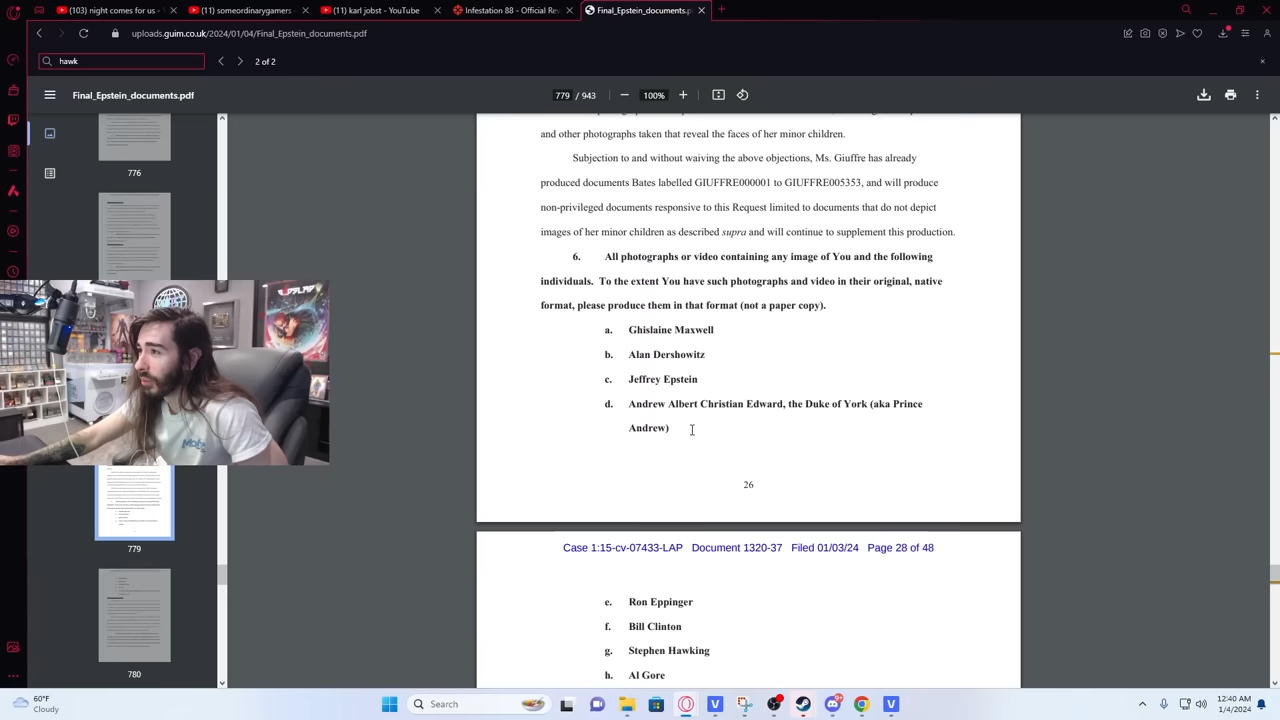 (103) night comes for us -
(11) someordinarygamers -
(11) karl jobst - YouTube
Infestation 88 - Official Rev
Final_Epstein_documents.p
uploads.guim.co.uk/2024/01/04/Final_Epstein_documents.pdf
hawk
2 of 2
Final_Epstein_documents.pdf
779 / 943
100%
776
777
779
780
and other photographs taken that reveal the faces of her minor children.
Subjection to and without waiving the above objections, Ms. Giuffre has already
produced documents Bates labelled GIUFFRE000001 to GIUFFRE005353, and will produce
non-privileged documents responsive to this Request limited to documents that do not depict
images of her minor children as described supra and will continue to supplement this production.
6. All photographs or video containing any image of You and the following
individuals. To the extent You have such photographs and video in their original, native
format, please produce them in that format (not a paper copy).
a. Ghislaine Maxwell
b. Alan Dershowitz
c. Jeffrey Epstein
d. Andrew Albert Christian Edward, the Duke of York (aka Prince
Andrew)
26
Case 1:15-cv-07433-LAP Document 1320-37 Filed 01/03/24 Page 28 of 48
e. Ron Eppinger
f. Bill Clinton
g. Stephen Hawking
h. Al Gore
60°F
Cloudy
Search
12:40 AM
1/4/2024